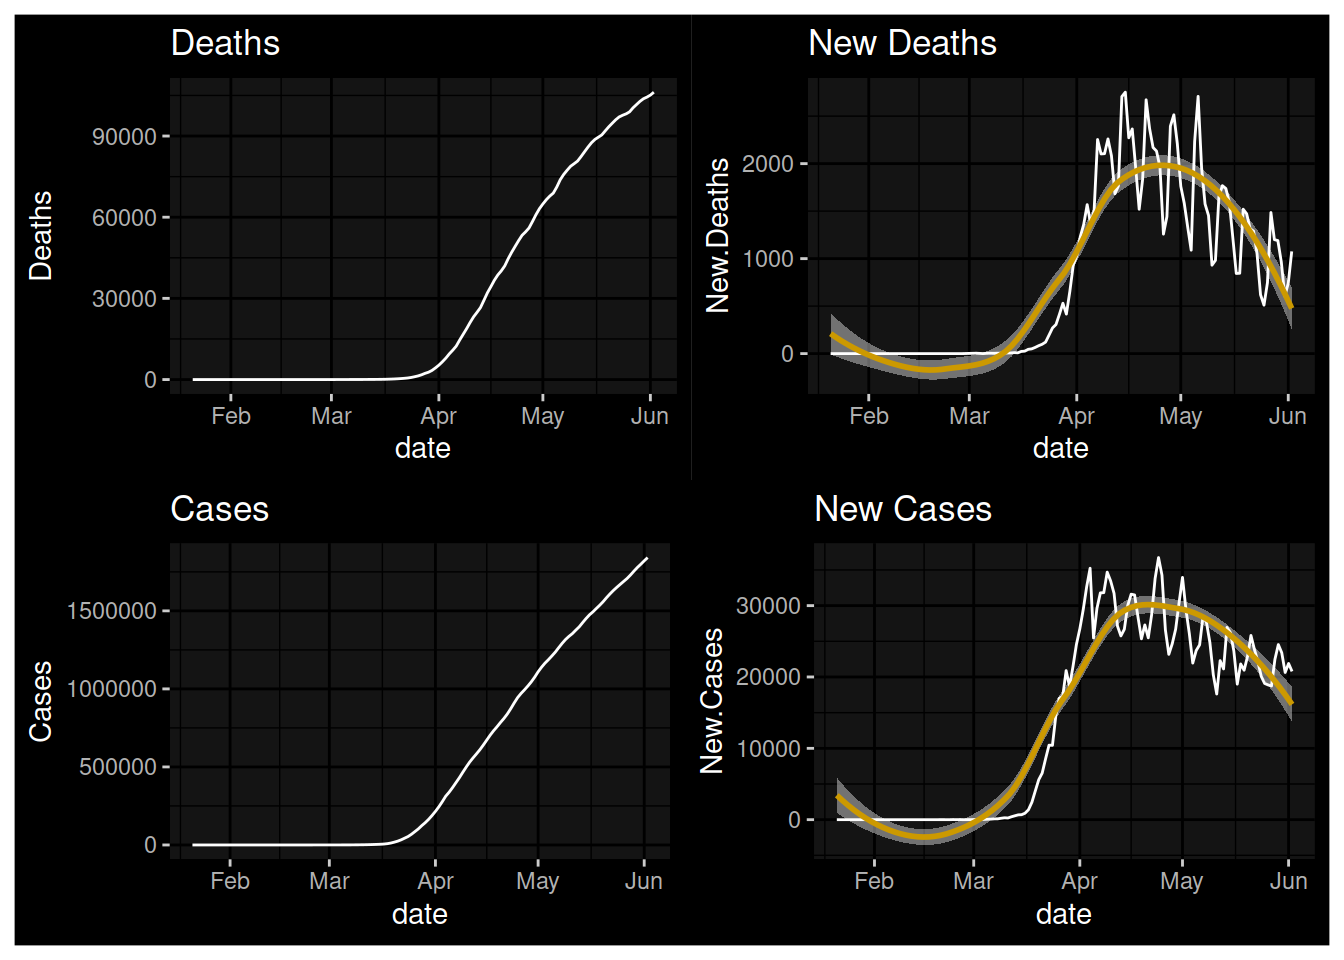 Deaths
Deaths
90000
60000
30000
0
Feb Mar Apr May Jun
date
New Deaths
New.Deaths
2000
1000
0
Feb Mar Apr May Jun
date
Cases
Cases
1500000
1000000
500000
0
Feb Mar Apr May Jun
date
New Cases
New.Cases
30000
20000
10000
0
Feb Mar Apr May Jun
date